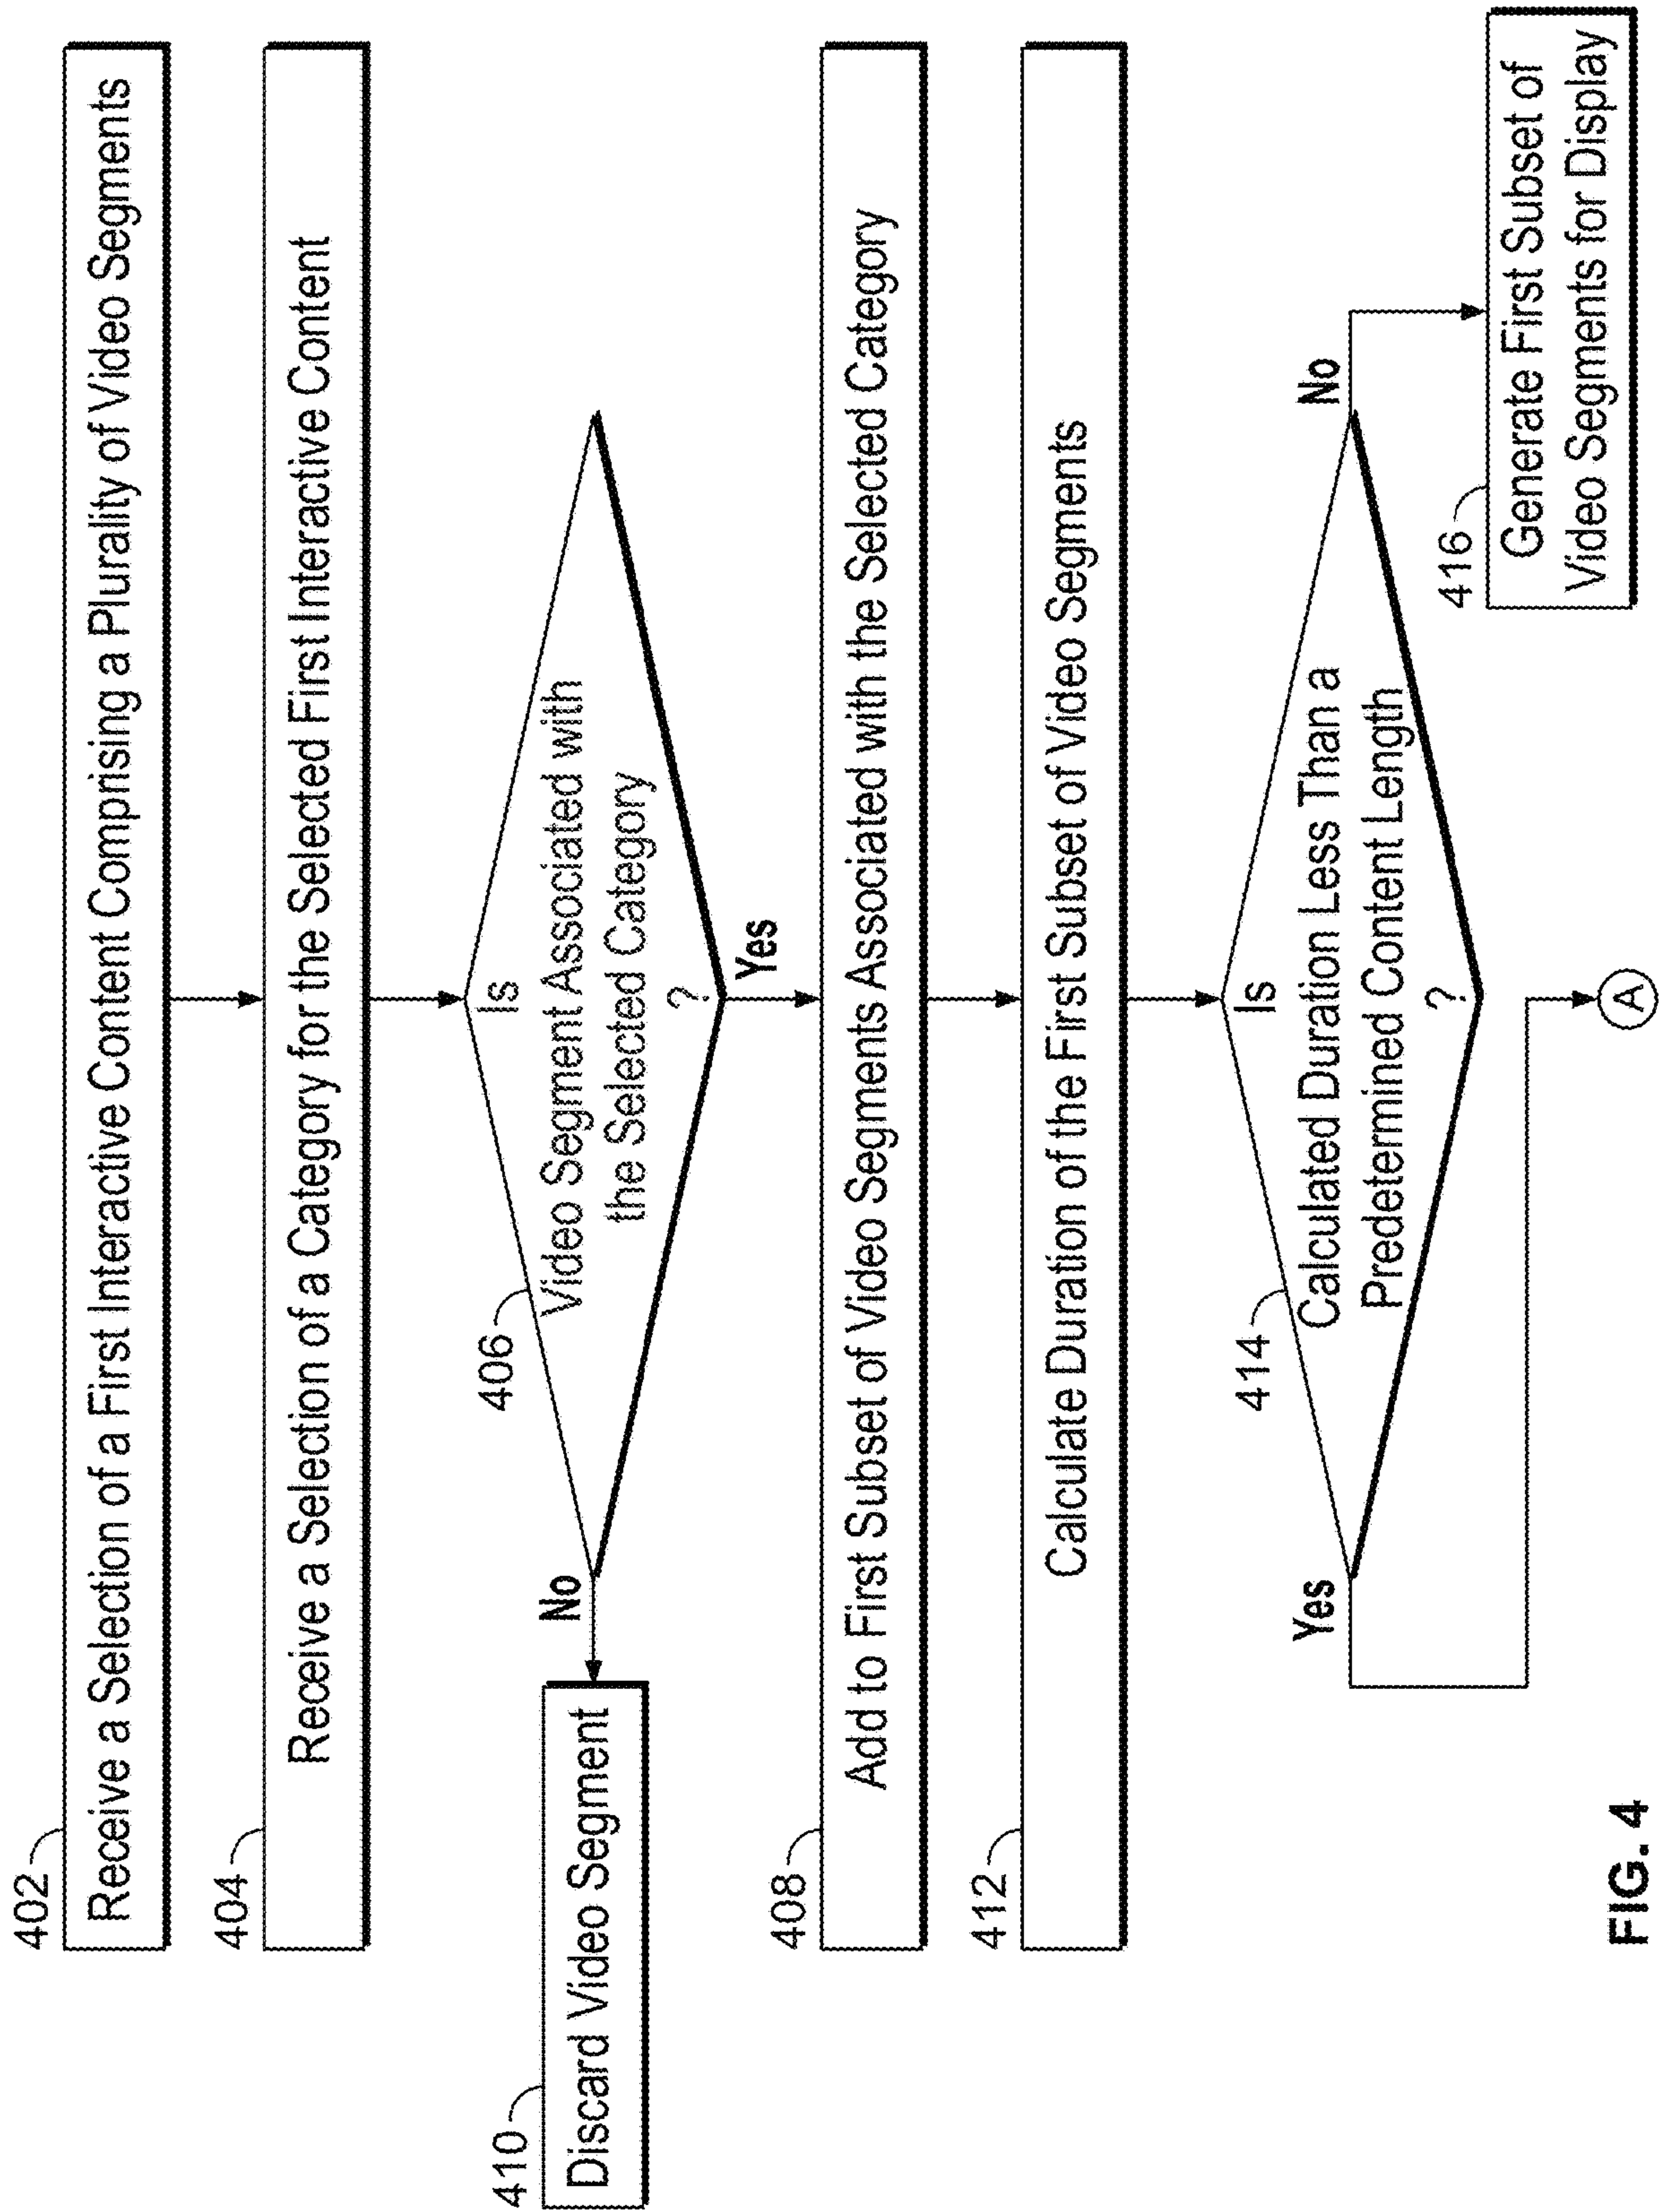 402
Receive a Selection of a First Interactive Content Comprising a Plurality of Video Segments
404
Receive a Selection of a Category for the Selected First Interactive Content
406
Is
Video Segment Associated with
the Selected Category
?
No
Yes
410
Discard Video Segment
408
Add to First Subset of Video Segments Associated with the Selected Category
412
Calculate Duration of the First Subset of Video Segments
414
Is
Calculated Duration Less Than a
Predetermined Content Length
?
Yes
No
416
Generate First Subset of
Video Segments for Display
A
FIG. 4